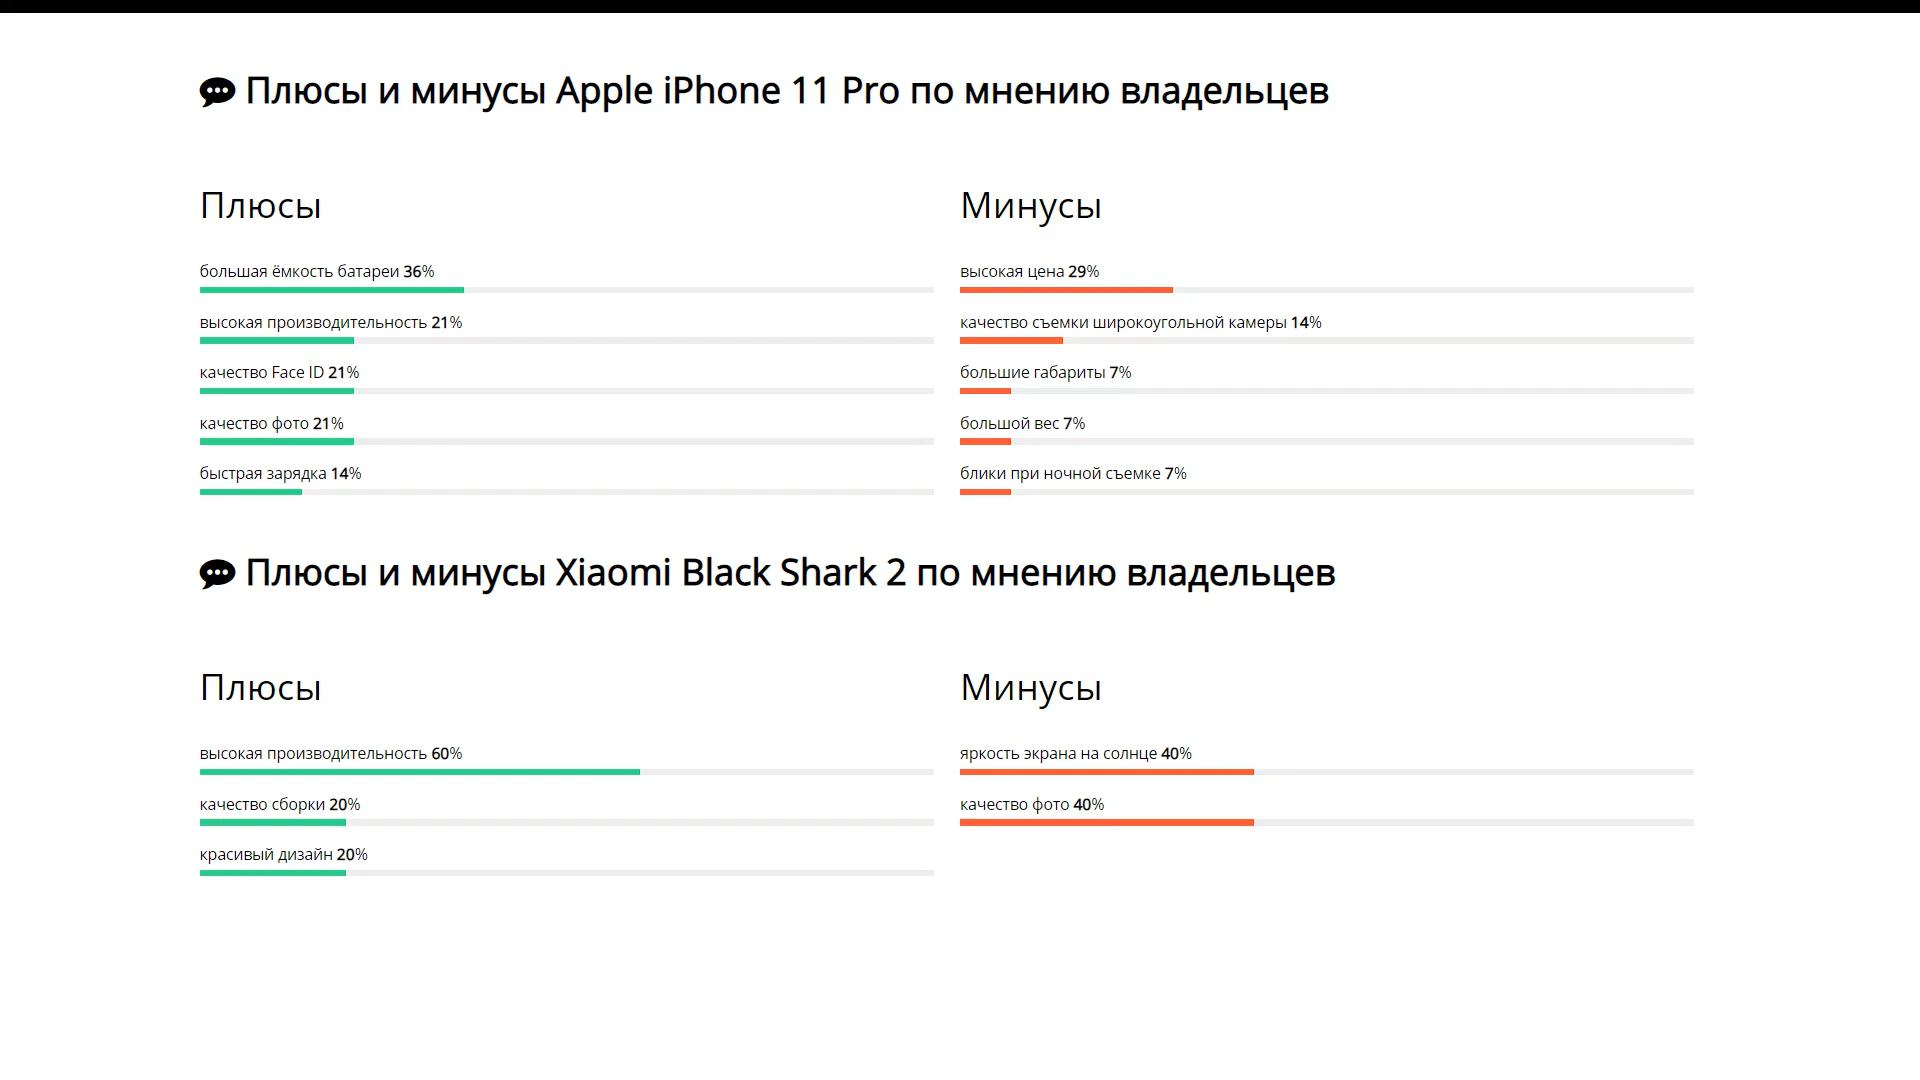 Плюсы и минусы Apple iPhone 11 Pro по мнению владельцев
Плюсы
большая ёмкость батареи 36%
высокая производительность 21%
качество Face ID 21%
качество фото 21%
быстрая зарядка 14%
Минусы
высокая цена 29%
качество съемки широкоугольной камеры 14%
большие габариты 7%
большой вес 7%
блики при ночной съемке 7%
Плюсы и минусы Xiaomi Black Shark 2 по мнению владельцев
Плюсы
высокая производительность 60%
качество сборки 20%
красивый дизайн 20%
Минусы
яркость экрана на солнце 40%
качество фото 40%